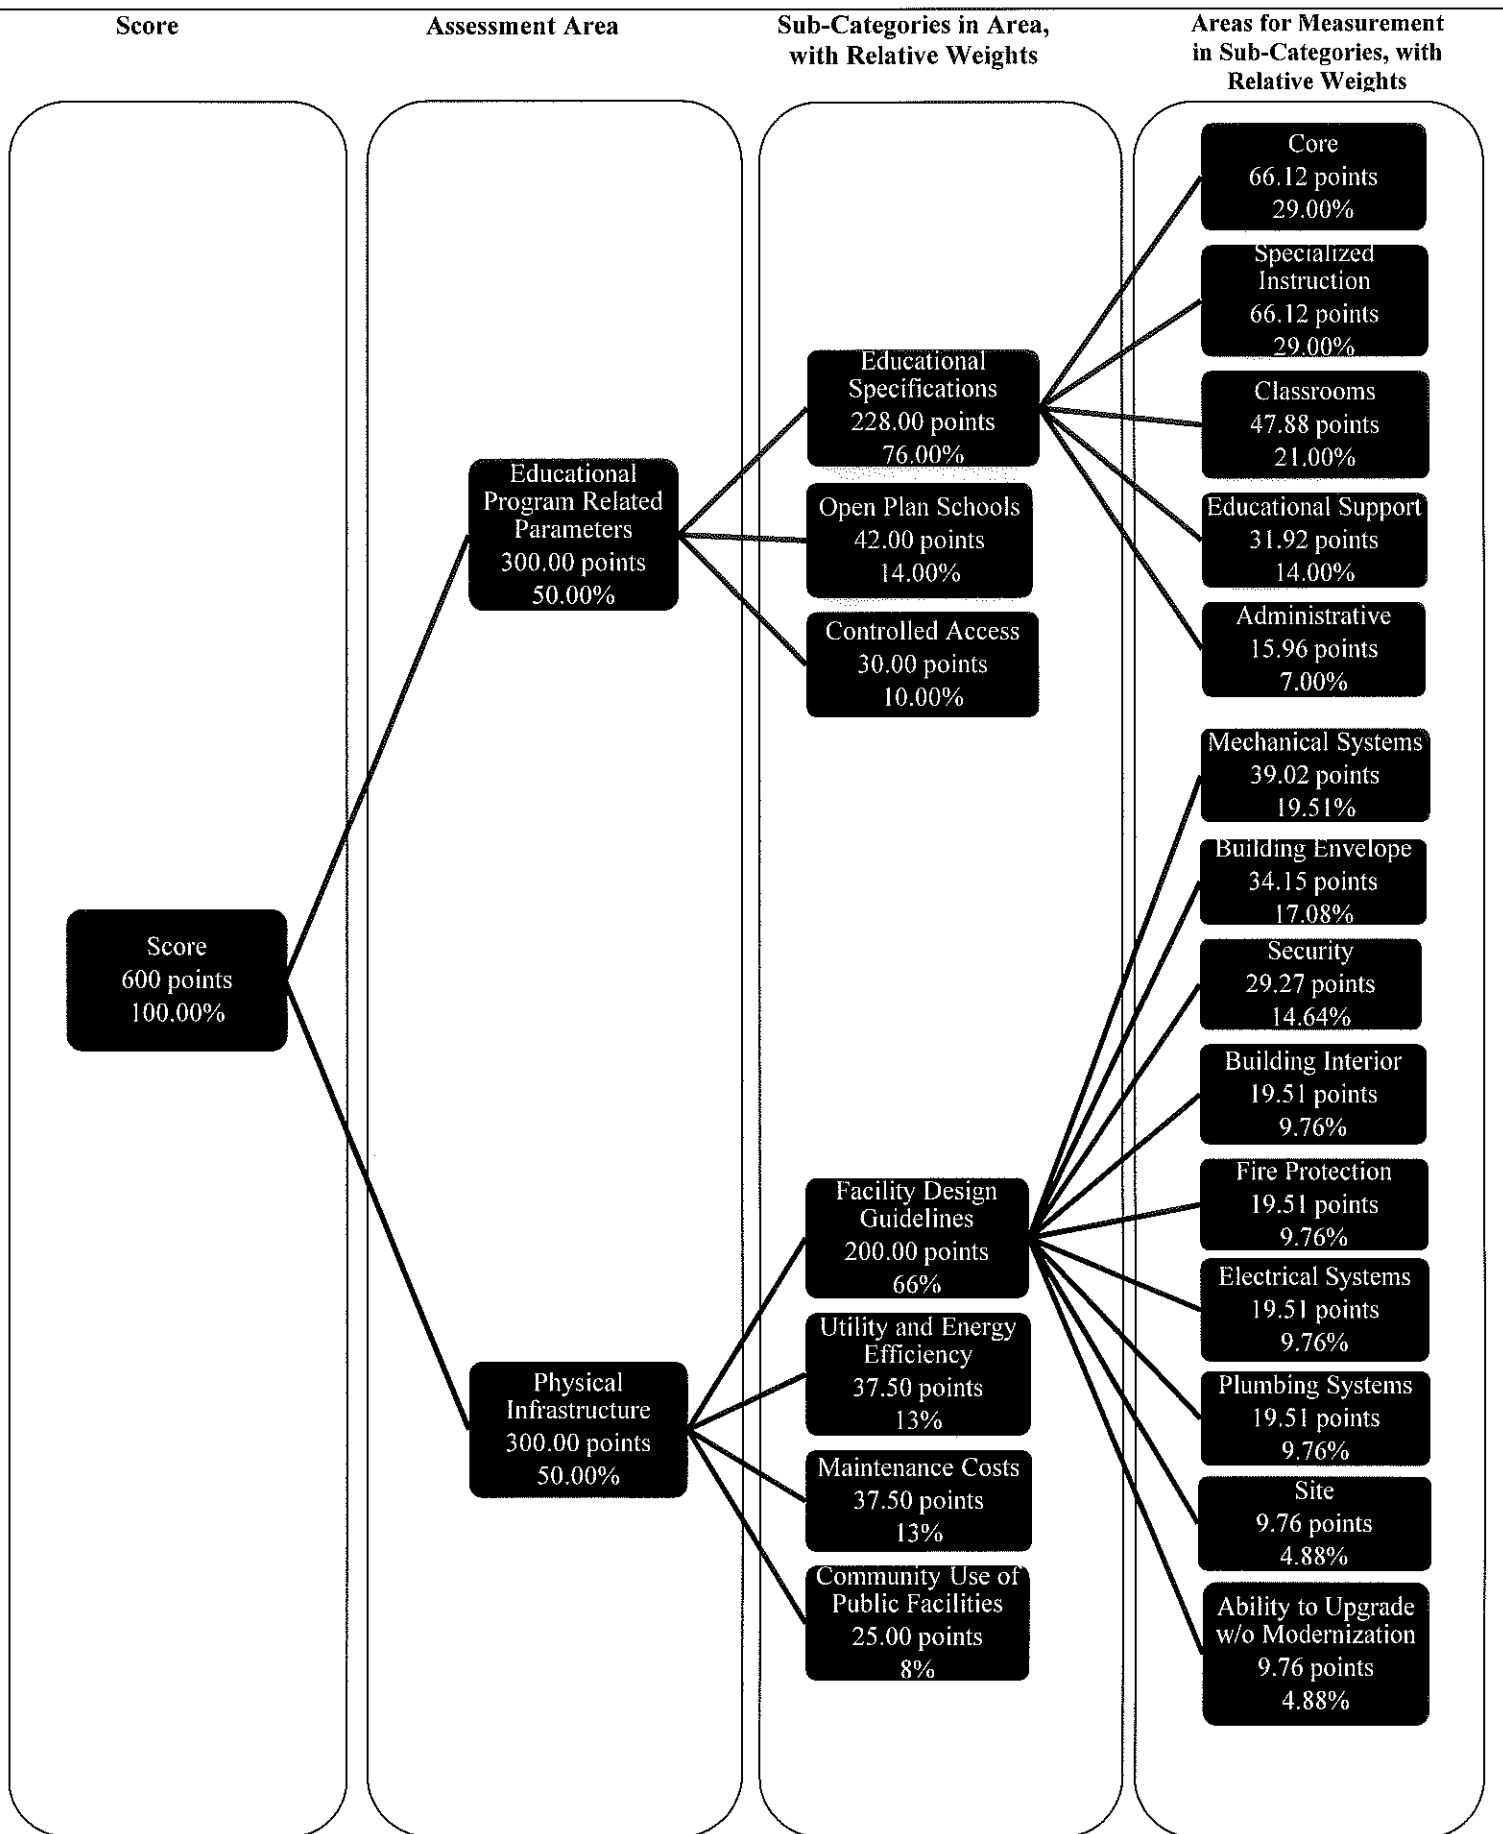 Score
Assessment Area
Sub-Categories in Area,
with Relative Weights
Areas for Measurement
in Sub-Categories, with
Relative Weights
Score
600 points
100.00%
Educational
Program Related
Parameters
300.00 points
50.00%
Physical
Infrastructure
300.00 points
50.00%
Educational
Specifications
228.00 points
76.00%
Open Plan Schools
42.00 points
14.00%
Controlled Access
30.00 points
10.00%
Facility Design
Guidelines
200.00 points
66%
Utility and Energy
Efficiency
37.50 points
13%
Maintenance Costs
37.50 points
13%
Community Use of
Public Facilities
25.00 points
8%
Core
66.12 points
29.00%
Specialized
Instruction
66.12 points
29.00%
Classrooms
47.88 points
21.00%
Educational Support
31.92 points
14.00%
Administrative
15.96 points
7.00%
Mechanical Systems
39.02 points
19.51%
Building Envelope
34.15 points
17.08%
Security
29.27 points
14.64%
Building Interior
19.51 points
9.76%
Fire Protection
19.51 points
9.76%
Electrical Systems
19.51 points
9.76%
Plumbing Systems
19.51 points
9.76%
Site
9.76 points
4.88%
Ability to Upgrade
w/o Modernization
9.76 points
4.88%